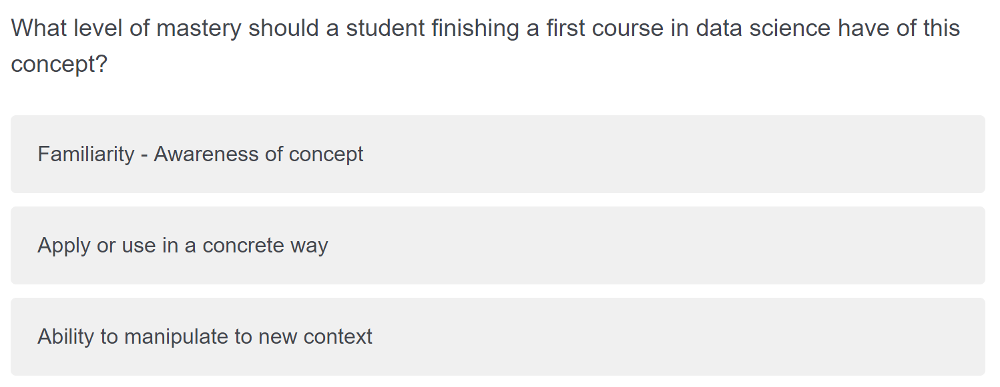 What level of mastery should a student finishing a first course in data science have of this
concept?
Familiarity - Awareness of concept
Apply or use in a concrete way
Ability to manipulate to new context